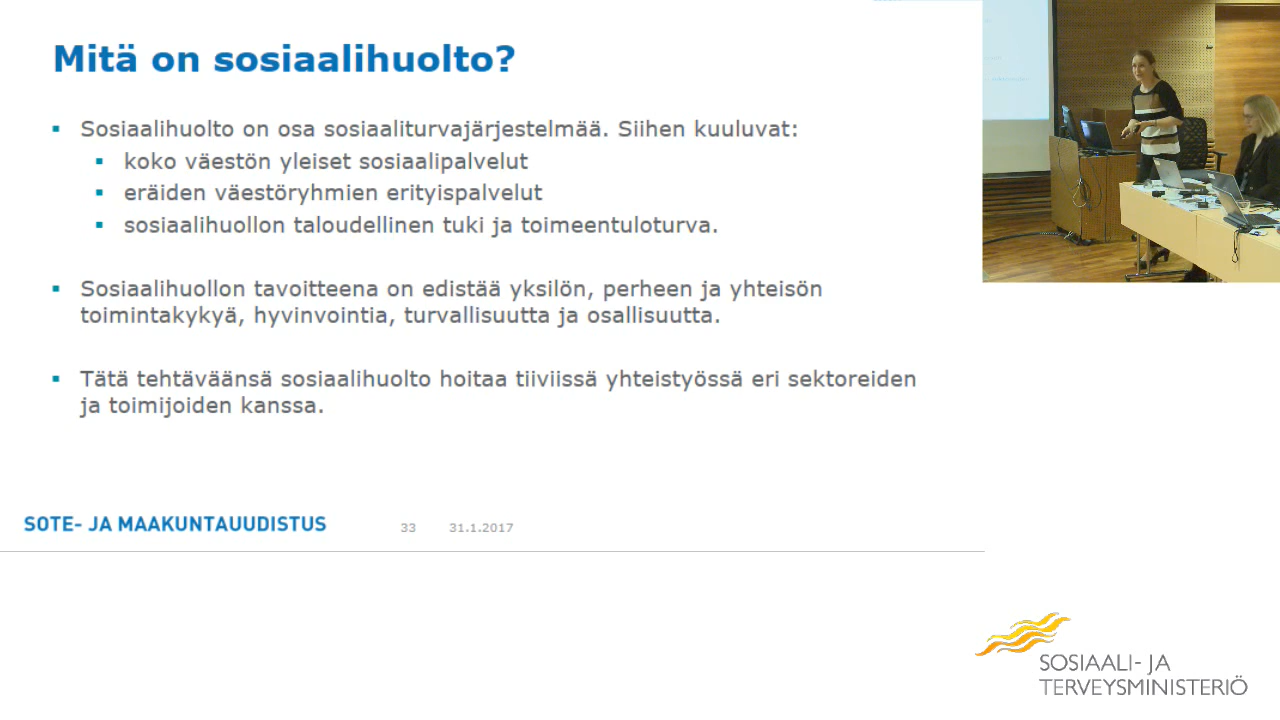 Mitä on sosiaalihuolto?
Sosiaalihuolto on osa sosiaaliturvajärjestelmää. Siihen kuuluvat:
koko väestön yleiset sosiaalipalvelut
eräiden väestöryhmien erityispalvelut
sosiaalihuollon taloudellinen tuki ja toimeentuloturva.
Sosiaalihuollon tavoitteena on edistää yksilön, perheen ja yhteisön
toimintakykyä, hyvinvointia, turvallisuutta ja osallisuutta.
Tätä tehtäväänsä sosiaalihuolto hoitaa tiiviissä yhteistyössä eri sektoreiden
ja toimijoiden kanssa.
SOTE- JA MAAKUNTAUUDISTUS 33 31.1.2017
SOSIAALI- JA
TERVEYSMINISTERIÖ